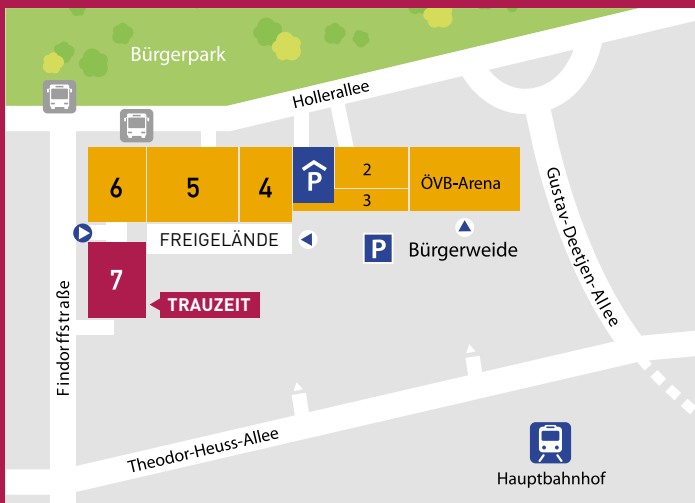 Bürgerpark
Hollerallee
6
5
4
P
2
3
ÖVB-Arena
Gustav-Deetjen-Allee
FREIGELÄNDE
P
Bürgerweide
7
TRAUZEIT
Findorffstraße
Theodor-Heuss-Allee
Hauptbahnhof